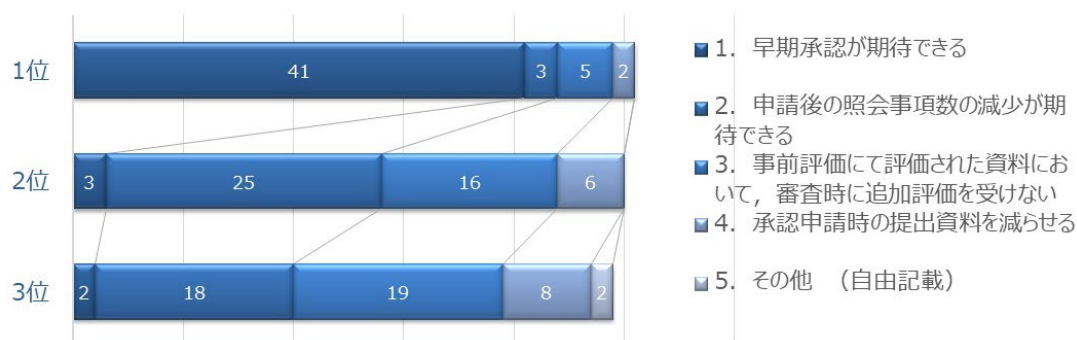 1位
41 3 5 2
2位
3 25 16 6
3位
2 18 19 8 2
1. 早期承認が期待できる
2. 申請後の照会事項数の減少が期
待できる
3. 事前評価にて評価された資料にお
いて，審査時に追加評価を受けない
4. 承認申請時の提出資料を減らせる
5. その他 （自由記載）